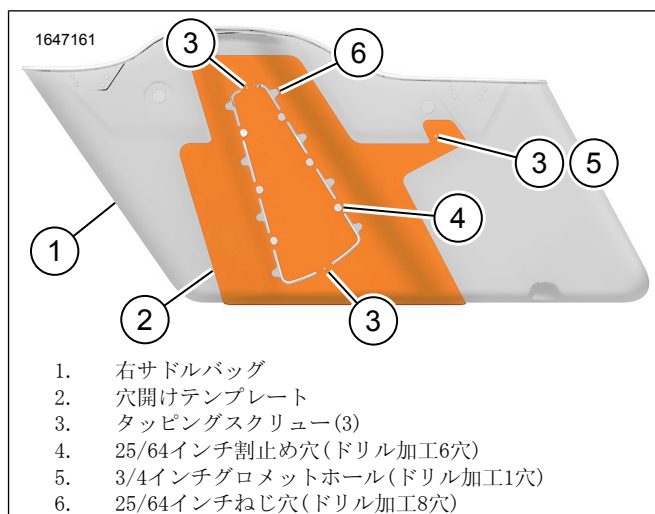 1647161
3
6
3
5
4
1
2
3
1. 右サドルバッグ
2. 穴開けテンプレート
3. タッピングスクリュー(3)
4. 25/64インチ割止め穴(ドリル加工6穴)
5. 3/4インチグロメットホール(ドリル加工1穴)
6. 25/64インチねじ穴(ドリル加工8穴)